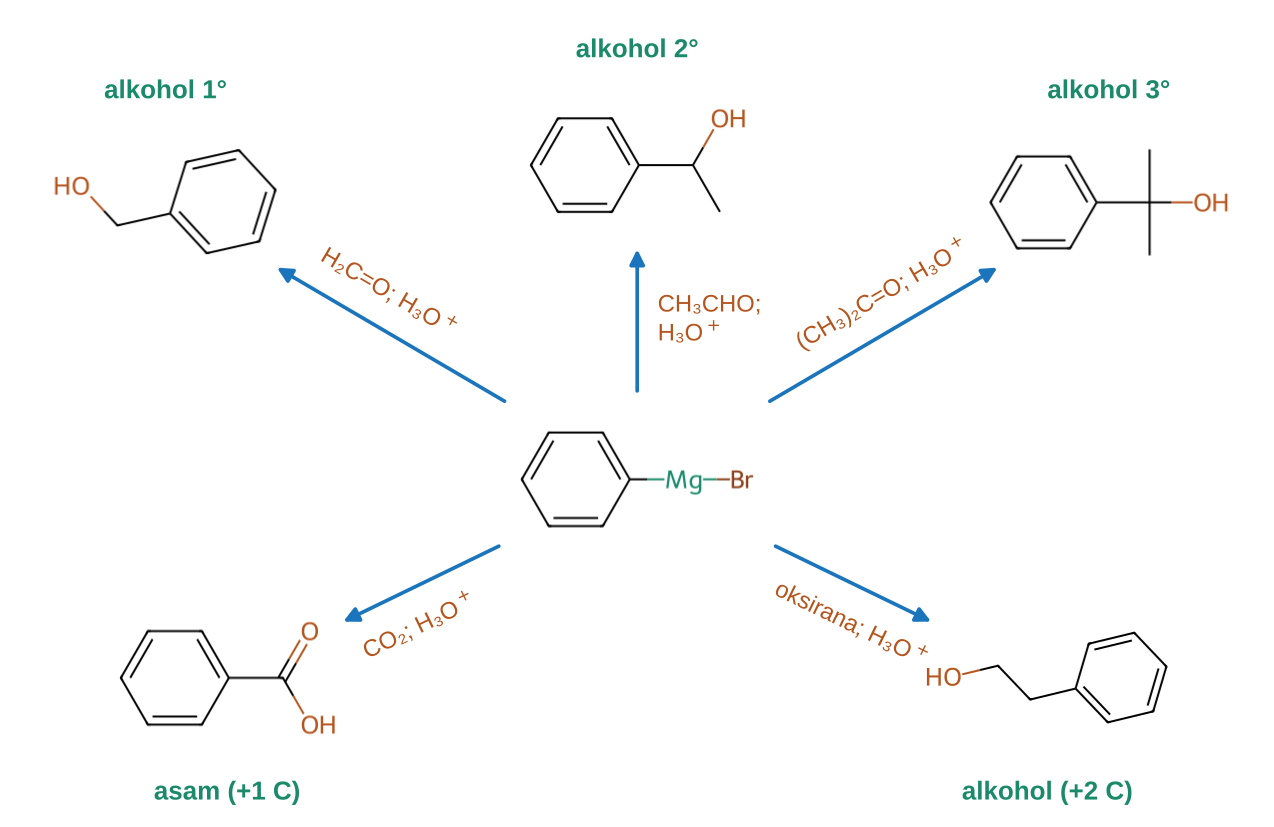 alkohol 2°
alkohol 1°
alkohol 3°
OH
HO
OH
H₂C=O; H₃O⁺
CH₃CHO;
H₃O⁺
(CH₃)₂C=O; H₃O⁺
Mg Br
CO₂; H₃O⁺
oksirana; H₃O⁺
O
OH
HO
asam (+1 C)
alkohol (+2 C)